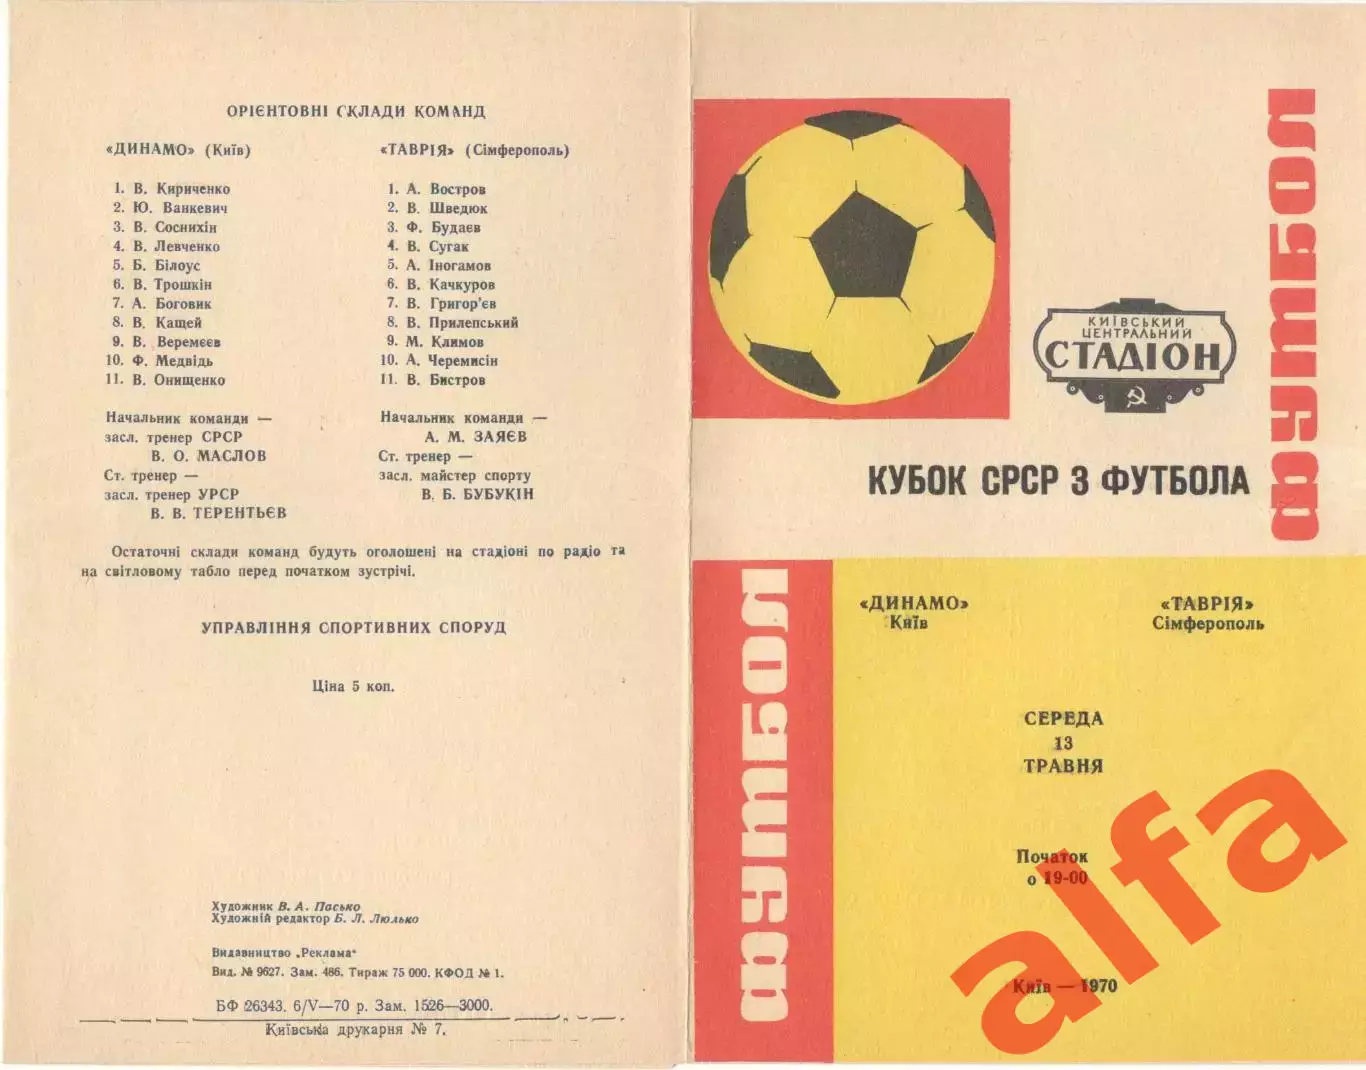 ОРІЄНТОВНІ СКЛАДИ КОМАНД
«ДИНАМО» (Київ)
1. В. Кириченко
2. Ю. Ванкевич
3. В. Соснихін
4. В. Левченко
5. Б. Білоус
6. В. Трошкін
7. А. Боговик
8. В. Кащей
9. В. Веремєєв
10. Ф. Медвідь
11. В. Онищенко
Начальник команди —
засл. тренер СРСР
В. О. МАСЛОВ
Ст. тренер —
засл. тренер УРСР
В. В. ТЕРЕНТЬЄВ
«ТАВРІЯ» (Сімферополь)
1. А. Востров
2. В. Шведюк
3. Ф. Будаєв
4. В. Сугак
5. А. Іногамов
6. В. Качкуров
7. В. Григор'єв
8. В. Прилепський
9. М. Климов
10. А. Черемисін
11. В. Бистров
Начальник команди —
А. М. ЗАЯЄВ
Ст. тренер —
засл. майстер спорту
В. Б. БУБУКІН
Остаточні склади команд будуть оголошені на стадіоні по радіо та
на світловому табло перед початком зустрічі.
УПРАВЛІННЯ СПОРТИВНИХ СПОРУД
Ціна 5 коп.
Художник В. А. Пасько
Художній редактор Б. Л. Люлько
Видавництво „Реклама"
Вид. № 9627. Зам. 486. Тираж 75 000. КФОД № 1.
БФ 26343. 6/V—70 р. Зам. 1526—3000.
Київська друкарня № 7.
ФУТБОЛ
КИЇВСЬКИЙ
ЦЕНТРАЛЬНИЙ
СТАДІОН
КУБОК СРСР З ФУТБОЛА
ФУТБОЛ
«ДИНАМО»
Київ
«ТАВРІЯ»
Сімферополь
СЕРЕДА
13
ТРАВНЯ
Початок
о 19-00
Київ — 1970
alfa